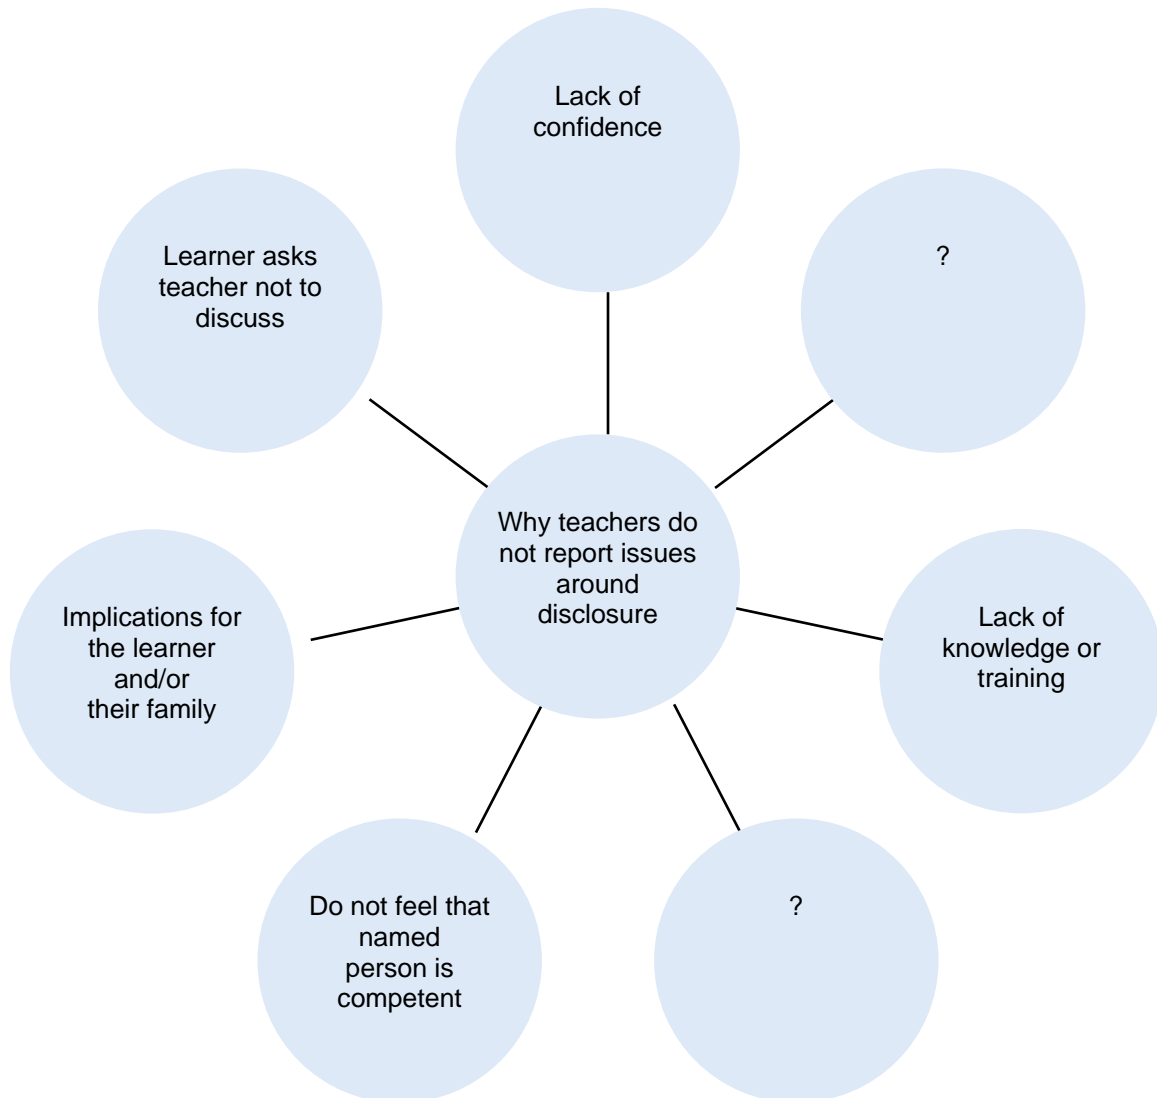 Lack of
confidence
?
Learner asks
teacher not to
discuss
Why teachers do
not report issues
around
disclosure
Implications for
the learner
and/or
their family
Lack of
knowledge or
training
Do not feel that
named
person is
competent
?